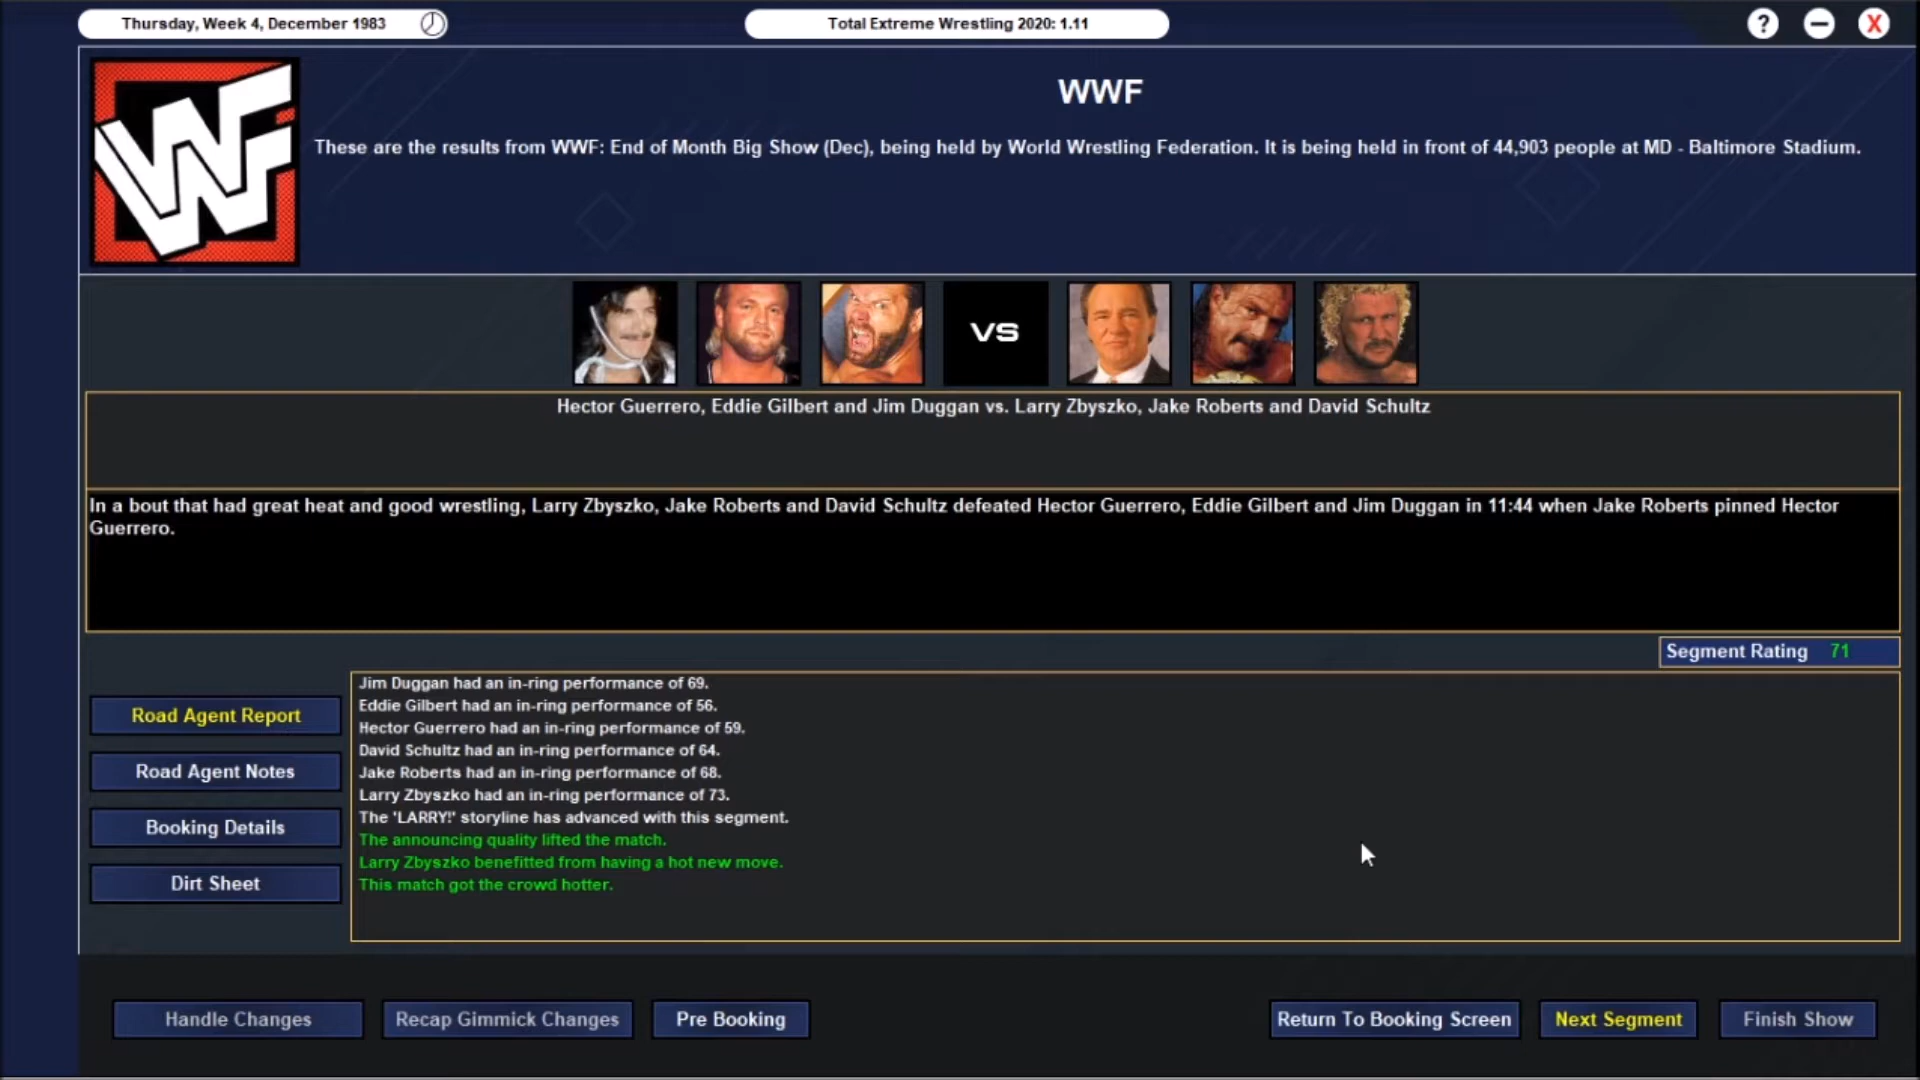 Thursday, Week 4, December 1983
Total Extreme Wrestling 2020: 1.11
?
X
WF
WWF
These are the results from WWF: End of Month Big Show (Dec), being held by World Wrestling Federation. It is being held in front of 44,903 people at MD - Baltimore Stadium.
VS
Hector Guerrero, Eddie Gilbert and Jim Duggan vs. Larry Zbyszko, Jake Roberts and David Schultz
In a bout that had great heat and good wrestling, Larry Zbyszko, Jake Roberts and David Schultz defeated Hector Guerrero, Eddie Gilbert and Jim Duggan in 11:44 when Jake Roberts pinned Hector
Guerrero.
Segment Rating 71
Road Agent Report
Road Agent Notes
Booking Details
Dirt Sheet
Jim Duggan had an in-ring performance of 69.
Eddie Gilbert had an in-ring performance of 56.
Hector Guerrero had an in-ring performance of 59.
David Schultz had an in-ring performance of 64.
Jake Roberts had an in-ring performance of 68.
Larry Zbyszko had an in-ring performance of 73.
The 'LARRY!' storyline has advanced with this segment.
The announcing quality lifted the match.
Larry Zbyszko benefitted from having a hot new move.
This match got the crowd hotter.
Handle Changes
Recap Gimmick Changes
Pre Booking
Return To Booking Screen
Next Segment
Finish Show